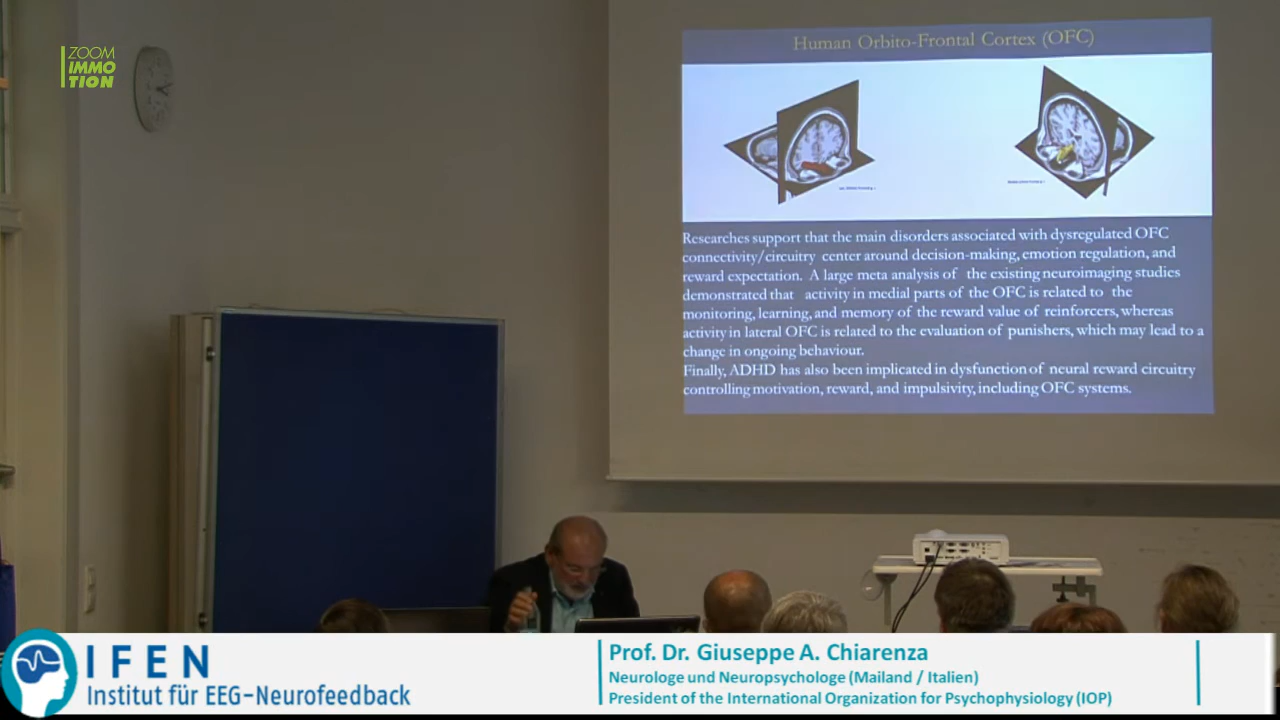 ZOOM
IMMO
TION
Human Orbito-Frontal Cortex (OFC)
Researches support that the main disorders associated with dysregulated OFC
connectivity/circuitry center around decision-making, emotion regulation, and
reward expectation. A large meta analysis of the existing neuroimaging studies
demonstrated that activity in medial parts of the OFC is related to the
monitoring, learning, and memory of the reward value of reinforcers, whereas
activity in lateral OFC is related to the evaluation of punishers, which may lead to a
change in ongoing behaviour.
Finally, ADHD has also been implicated in dysfunction of neural reward circuitry
controlling motivation, reward, and impulsivity, including OFC systems.
IFEN
Institut für EEG-Neurofeedback
Prof. Dr. Giuseppe A. Chiarenza
Neurologe und Neuropsychologe (Mailand / Italien)
President of the International Organization for Psychophysiology (IOP)